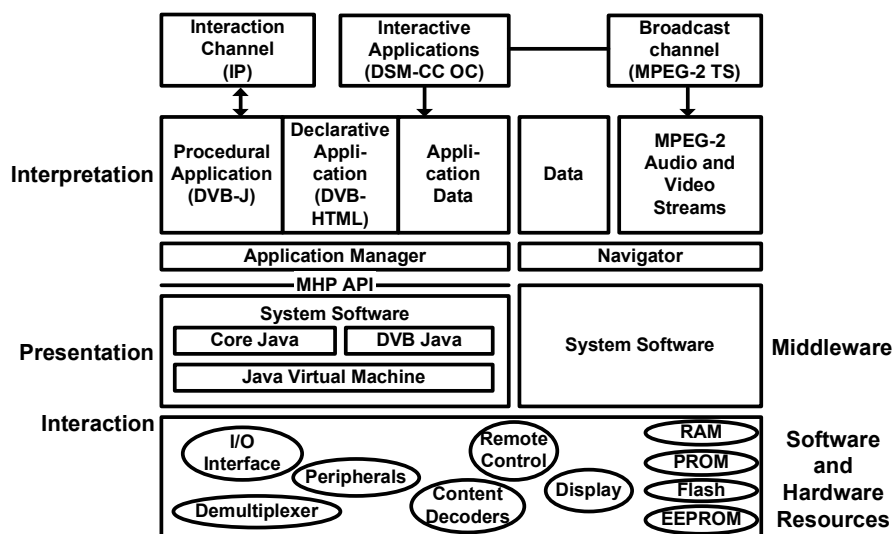 Interaction
Channel
(IP)
Interactive
Applications
(DSM-CC OC)
Broadcast
channel
(MPEG-2 TS)
Interpretation
Procedural
Application
(DVB-J)
Declarative
Appli-
cation
(DVB-
HTML)
Appli-
cation
Data
Data
MPEG-2
Audio and
Video
Streams
Application Manager
Navigator
MHP API
Presentation
System Software
Core Java
DVB Java
Java Virtual Machine
System Software
Middleware
Interaction
I/O
Interface
Peripherals
Demultiplexer
Remote
Control
Content
Decoders
Display
RAM
PROM
Flash
EEPROM
Software
and
Hardware
Resources